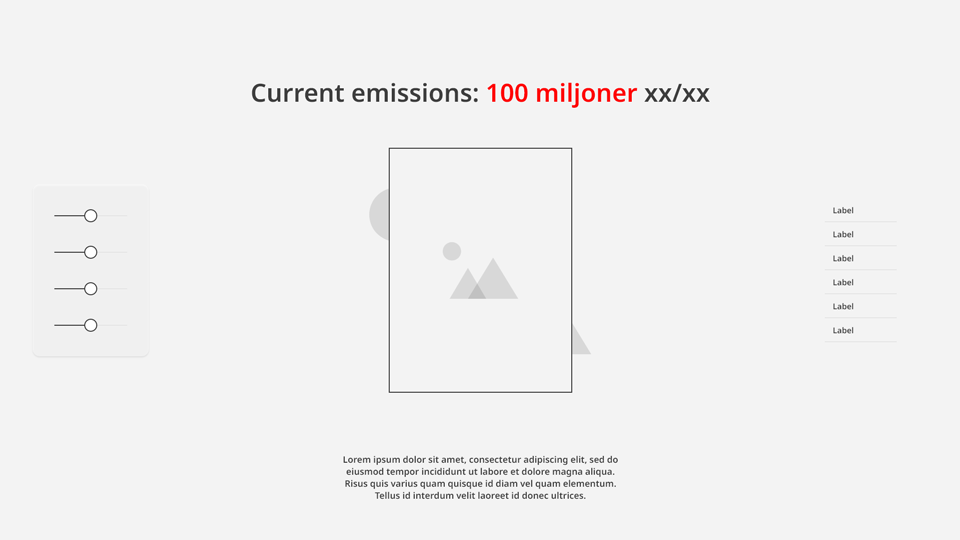 Current emissions: 100 miljoner xx/xx
Label
Label
Label
Label
Label
Label
Lorem ipsum dolor sit amet, consectetur adipiscing elit, sed do
eiusmod tempor incididunt ut labore et dolore magna aliqua.
Risus quis varius quam quisque id diam vel quam elementum.
Tellus id interdum velit laoreet id donec ultrices.